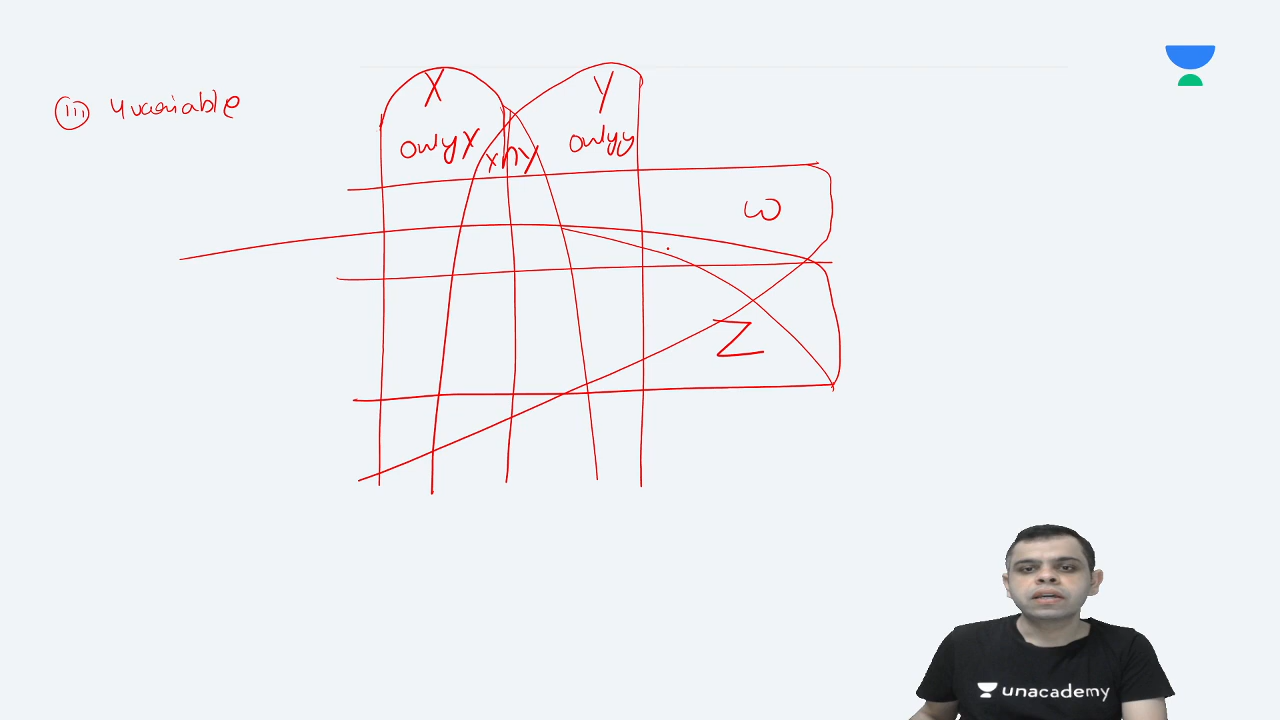 (iii) 4 variable
X
Y
only X
X∩Y
only y
ω
Z
unacademy